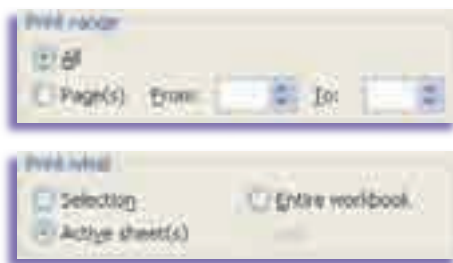 Print range
All
Page(s) From: To:
Print what
Selection Entire workbook
Active sheet(s)